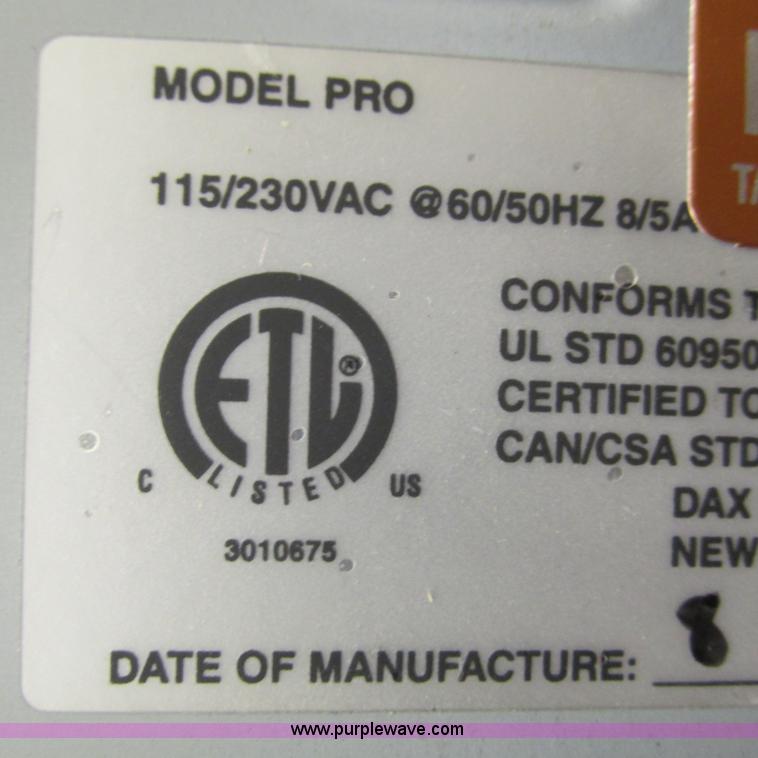 MODEL PRO
115/230VAC @60/50HZ 8/5A
ETL®
LISTED
C US
3010675
CONFORMS T
UL STD 60950
CERTIFIED TO
CAN/CSA STD
DAX
NEW
DATE OF MANUFACTURE: 8
www.purplewave.com